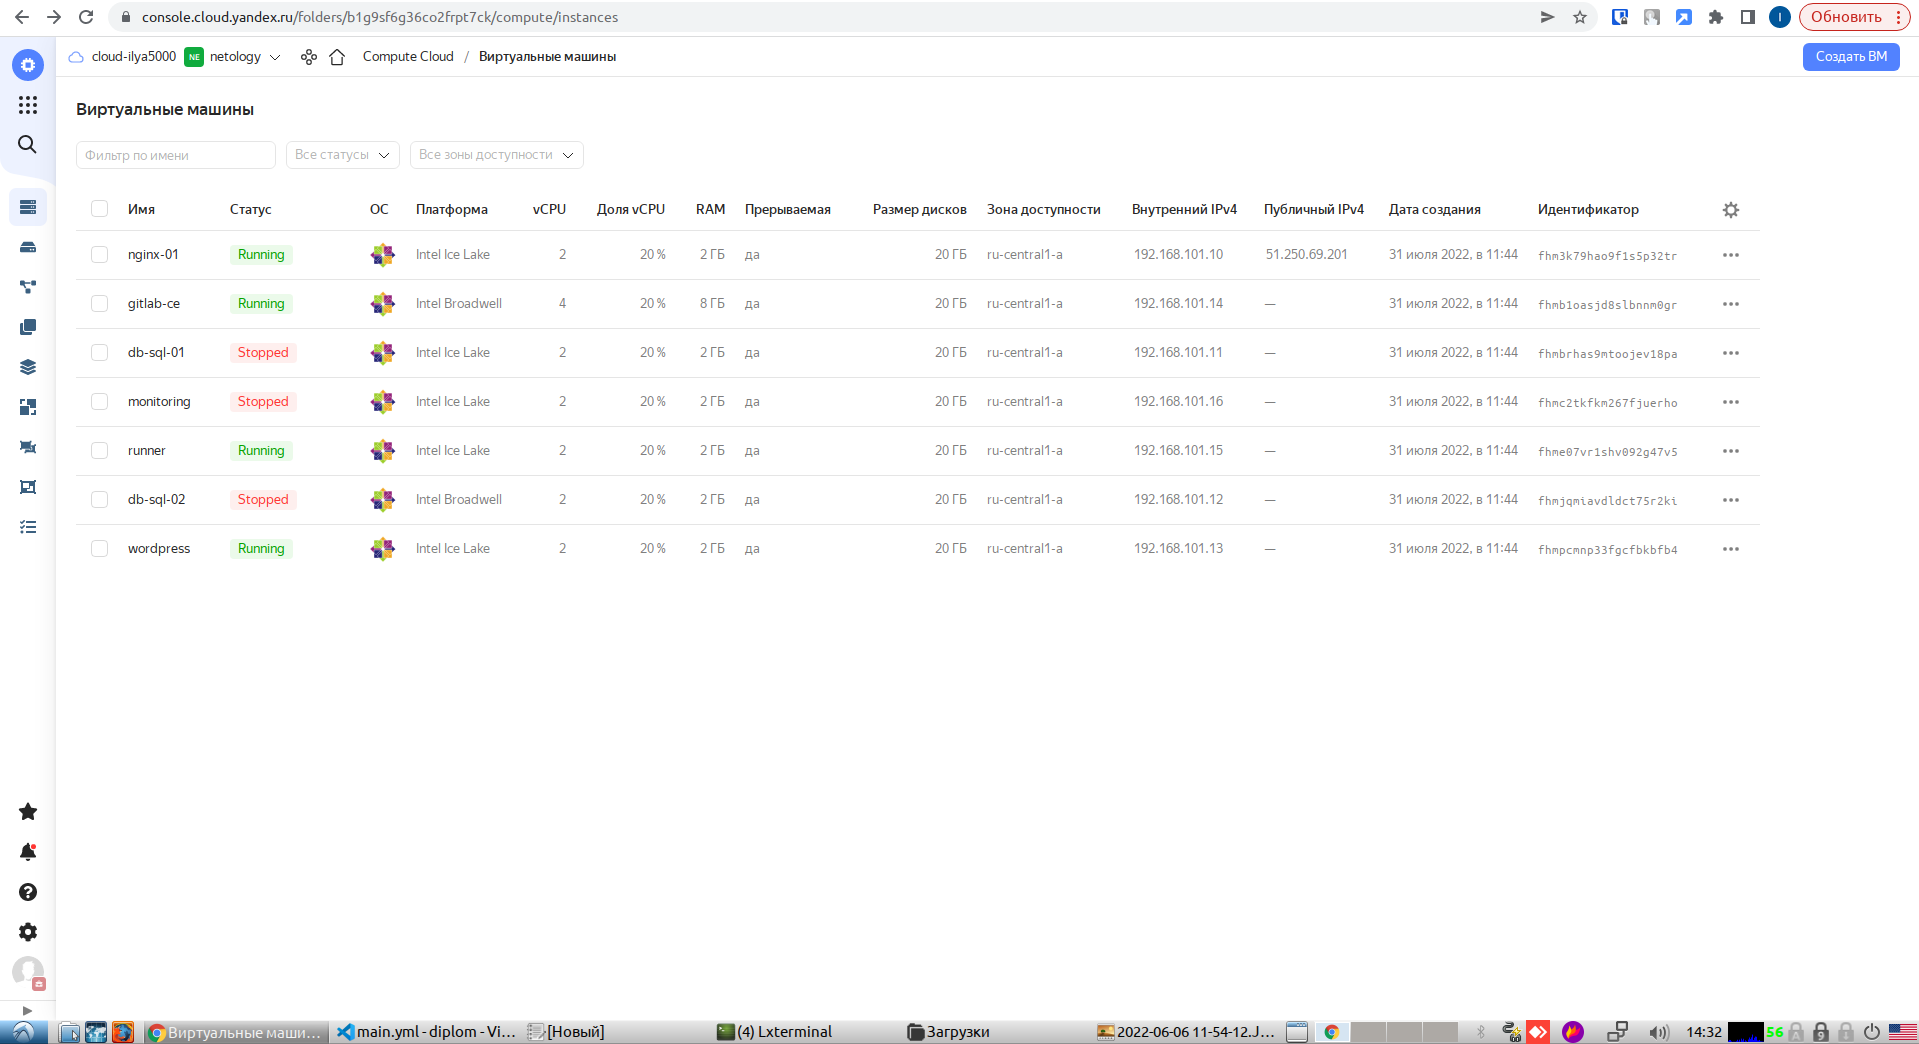 console.cloud.yandex.ru/folders/b1g9sf6g36co2frpt7ck/compute/instances
I
Обновить
cloud-ilya5000 NE netology Compute Cloud / Виртуальные машины Создать ВМ
Виртуальные машины
Фильтр по имени Все статусы Все зоны доступности
Имя Статус ОС Платформа vCPU Доля vCPU RAM Прерываемая Размер дисков Зона доступности Внутренний IPv4 Публичный IPv4 Дата создания Идентификатор
nginx-01 Running Intel Ice Lake 2 20 % 2 ГБ да 20 ГБ ru-central1-a 192.168.101.10 51.250.69.201 31 июля 2022, в 11:44 fhm3k79hao9f1s5p32tr
gitlab-ce Running Intel Broadwell 4 20 % 8 ГБ да 20 ГБ ru-central1-a 192.168.101.14 — 31 июля 2022, в 11:44 fhmb1oasjd8slbnnm0gr
db-sql-01 Stopped Intel Ice Lake 2 20 % 2 ГБ да 20 ГБ ru-central1-a 192.168.101.11 — 31 июля 2022, в 11:44 fhmbrhas9mtoojev18pa
monitoring Stopped Intel Ice Lake 2 20 % 2 ГБ да 20 ГБ ru-central1-a 192.168.101.16 — 31 июля 2022, в 11:44 fhmc2tkfkm267fjuerho
runner Running Intel Ice Lake 2 20 % 2 ГБ да 20 ГБ ru-central1-a 192.168.101.15 — 31 июля 2022, в 11:44 fhme07vr1shv092g47v5
db-sql-02 Stopped Intel Broadwell 2 20 % 2 ГБ да 20 ГБ ru-central1-a 192.168.101.12 — 31 июля 2022, в 11:44 fhmjqmiavdldct75r2ki
wordpress Running Intel Ice Lake 2 20 % 2 ГБ да 20 ГБ ru-central1-a 192.168.101.13 — 31 июля 2022, в 11:44 fhmpcmnp33fgcfbkbfb4
Виртуальные маши... main.yml - diplom - Vi... [Новый] (4) Lxterminal Загрузки 2022-06-06 11-54-12.J... 14:32 56